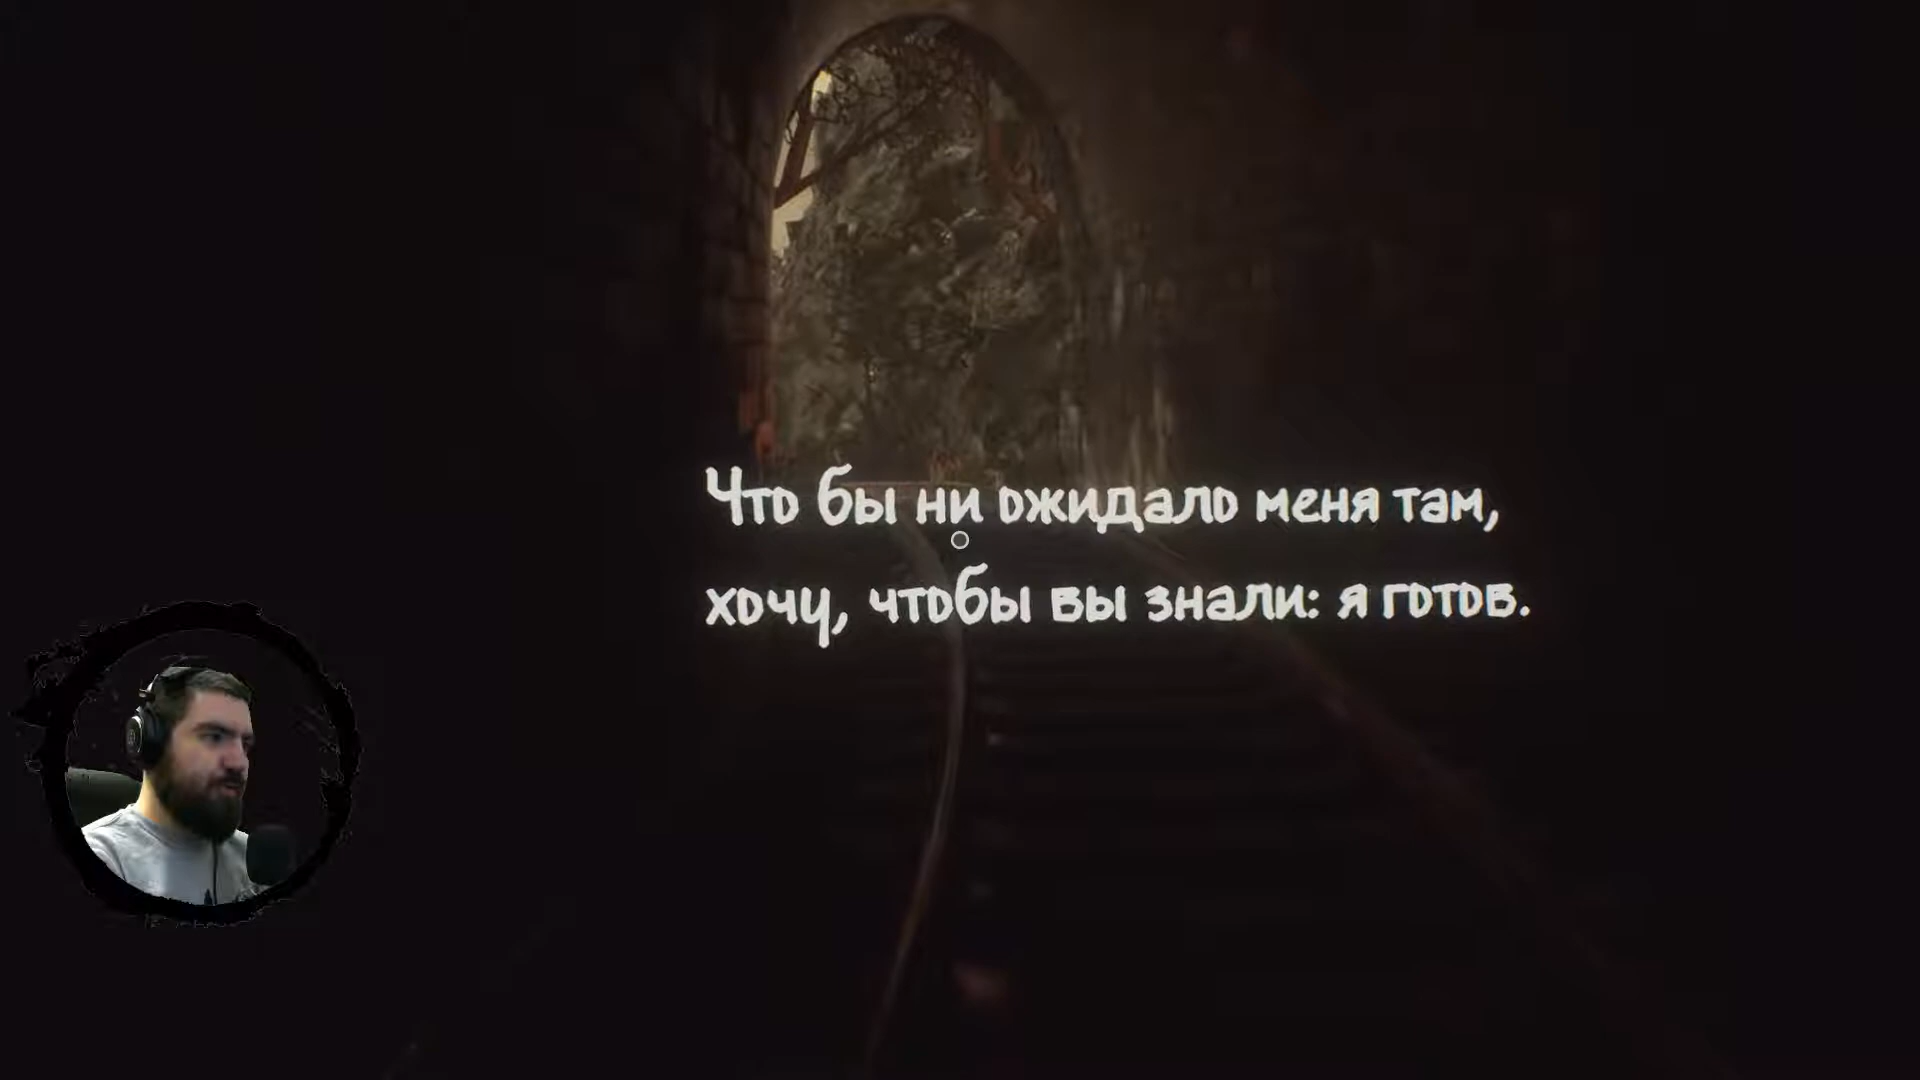 Что бы ни ожидало меня там,
хочу, чтобы вы знали: я готов.